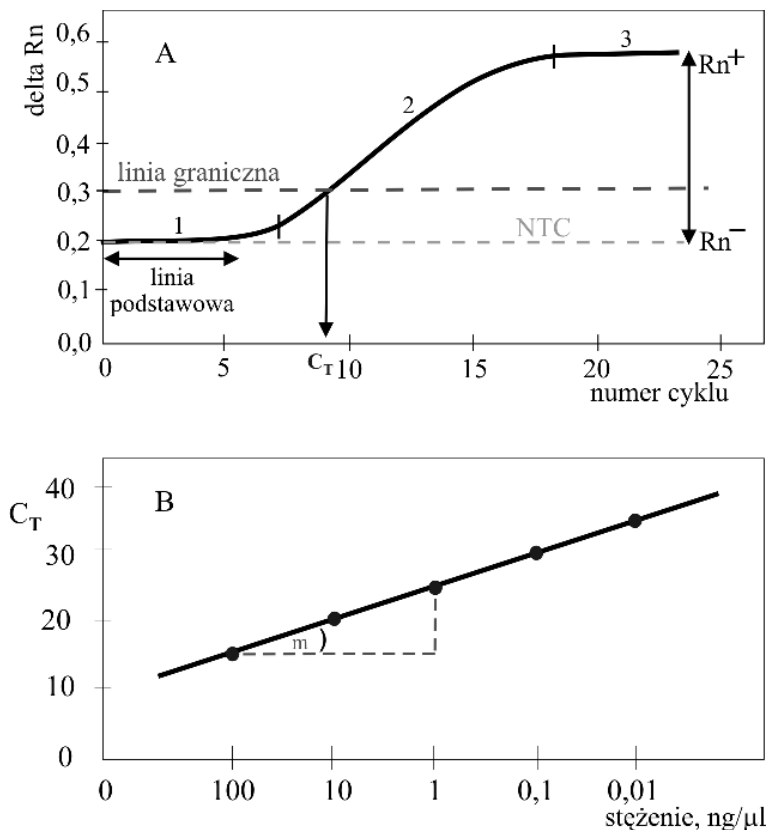 delta Rn
0,6
0,5
0,4
0,3
0,2
0,1
0,0
A
1
2
3
Rn+
linia graniczna
NTC
Rn−
linia
podstawowa
0 5 CT 10 15 20 25
numer cyklu
CT
40
30
20
10
0
B
m )
0 100 10 1 0,1 0,01
stężenie, ng/µl